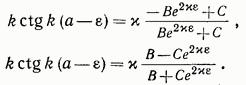 k ctg k (a — ε) = ϰ (—Be^{2ϰε} + C) / (Be^{2ϰε} + C) ,
k ctg k (a — ε) = ϰ (B — Ce^{2ϰε}) / (B + Ce^{2ϰε}) .